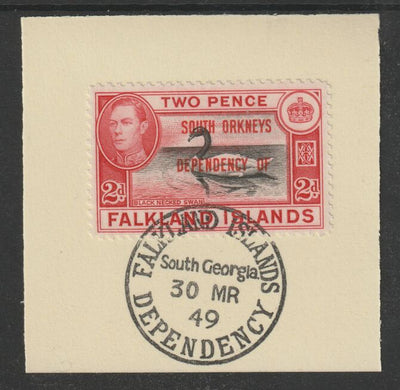 TWO PENCE
SOUTH ORKNEYS
DEPENDENCY OF
2d. 2d.
BLACK NECKED SWAN
FALKLAND ISLANDS
FALKLAND ISLANDS
South Georgia
30 MR
49
DEPENDENCY